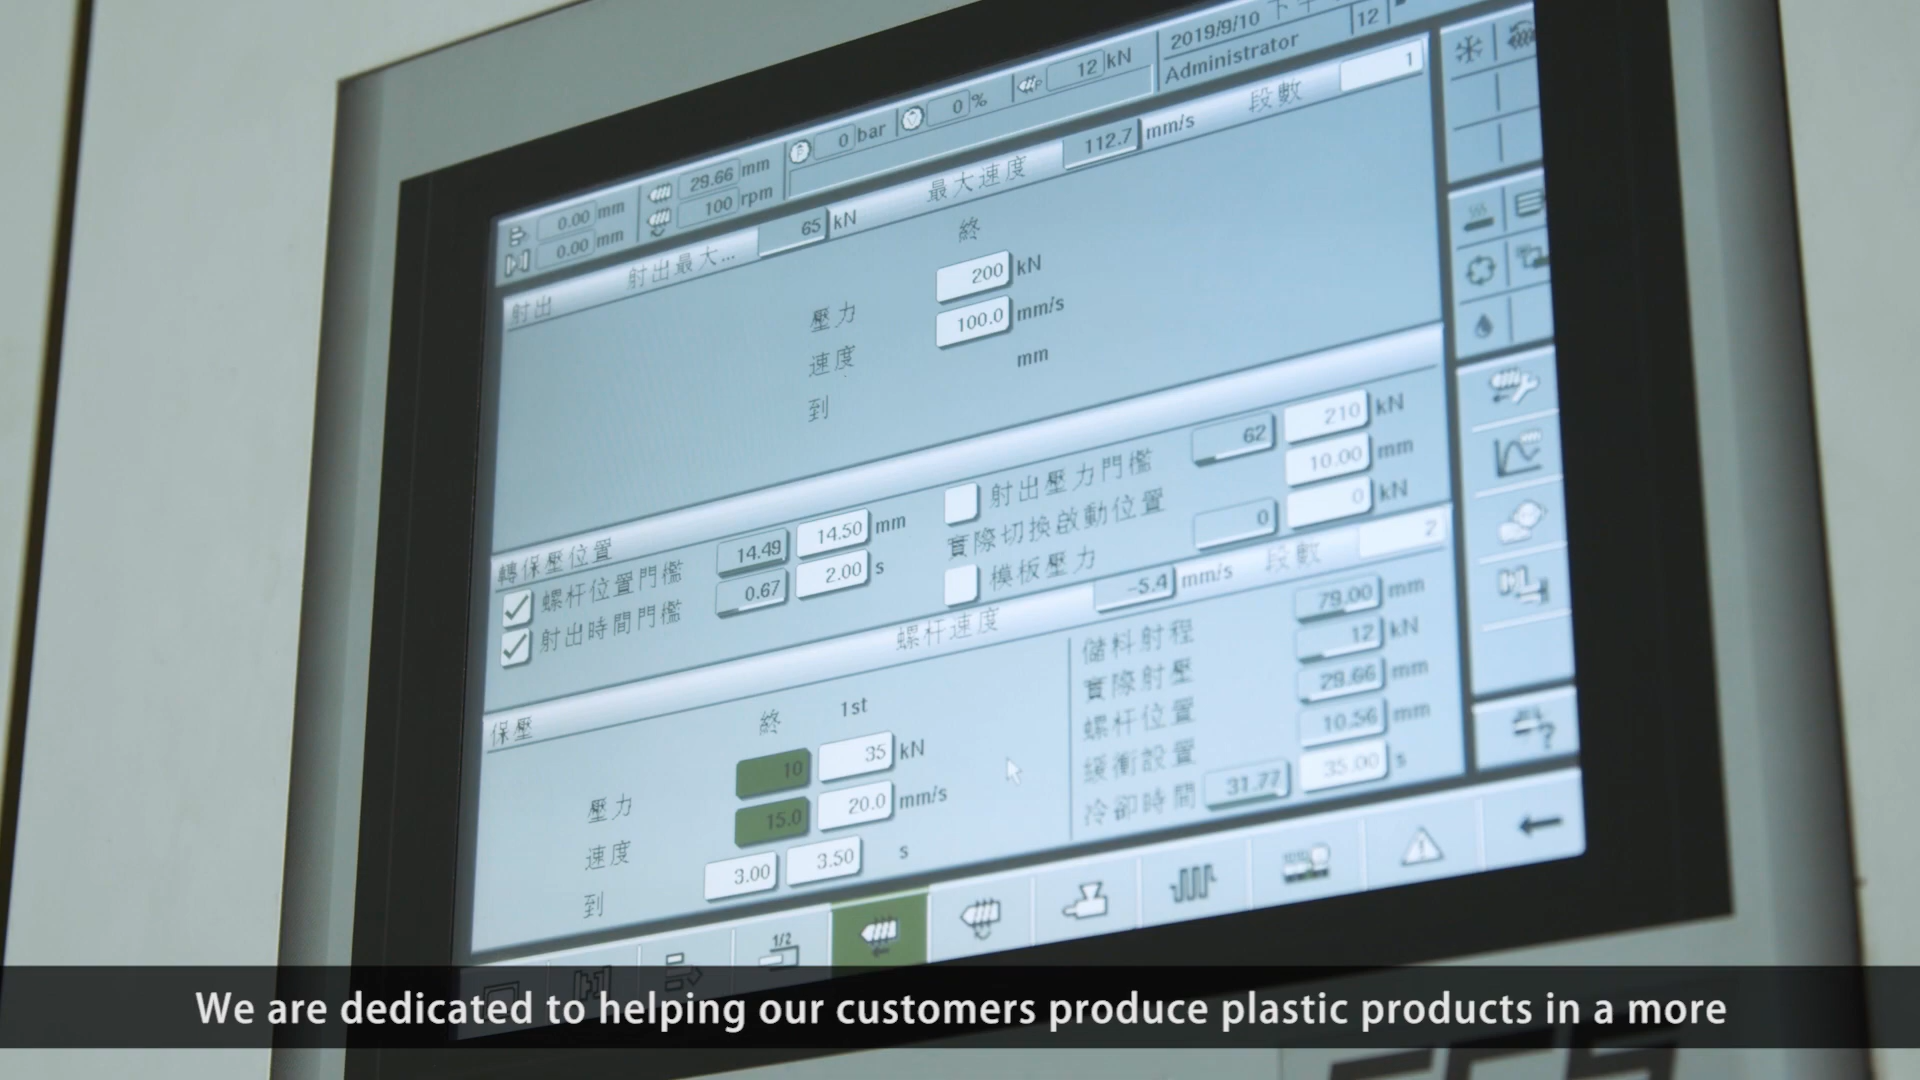 2019/9/10 下午
12
Administrator
0.00 mm
0.00 mm
29.66 mm
100 rpm
0 bar
0 %
12 kN
射出
射出最大...
65 kN
最大速度
112.7 mm/s
段數
1
終
壓力
200 kN
速度
100.0 mm/s
到
mm
轉保壓位置
螺杆位置門檻
14.49
14.50 mm
射出時間門檻
0.67
2.00 s
射出壓力門檻
62
210 kN
實際切換啟動位置
10.00 mm
模板壓力
0
0 kN
保壓
螺杆速度
-5.4 mm/s
段數
2
終
1st
壓力
10
35 kN
速度
15.0
20.0 mm/s
到
3.00
3.50 s
儲料射程
79.00 mm
實際射壓
12 kN
螺杆位置
29.66 mm
緩衝設置
10.56 mm
冷卻時間
31.77
35.00 s
1/2
We are dedicated to helping our customers produce plastic products in a more